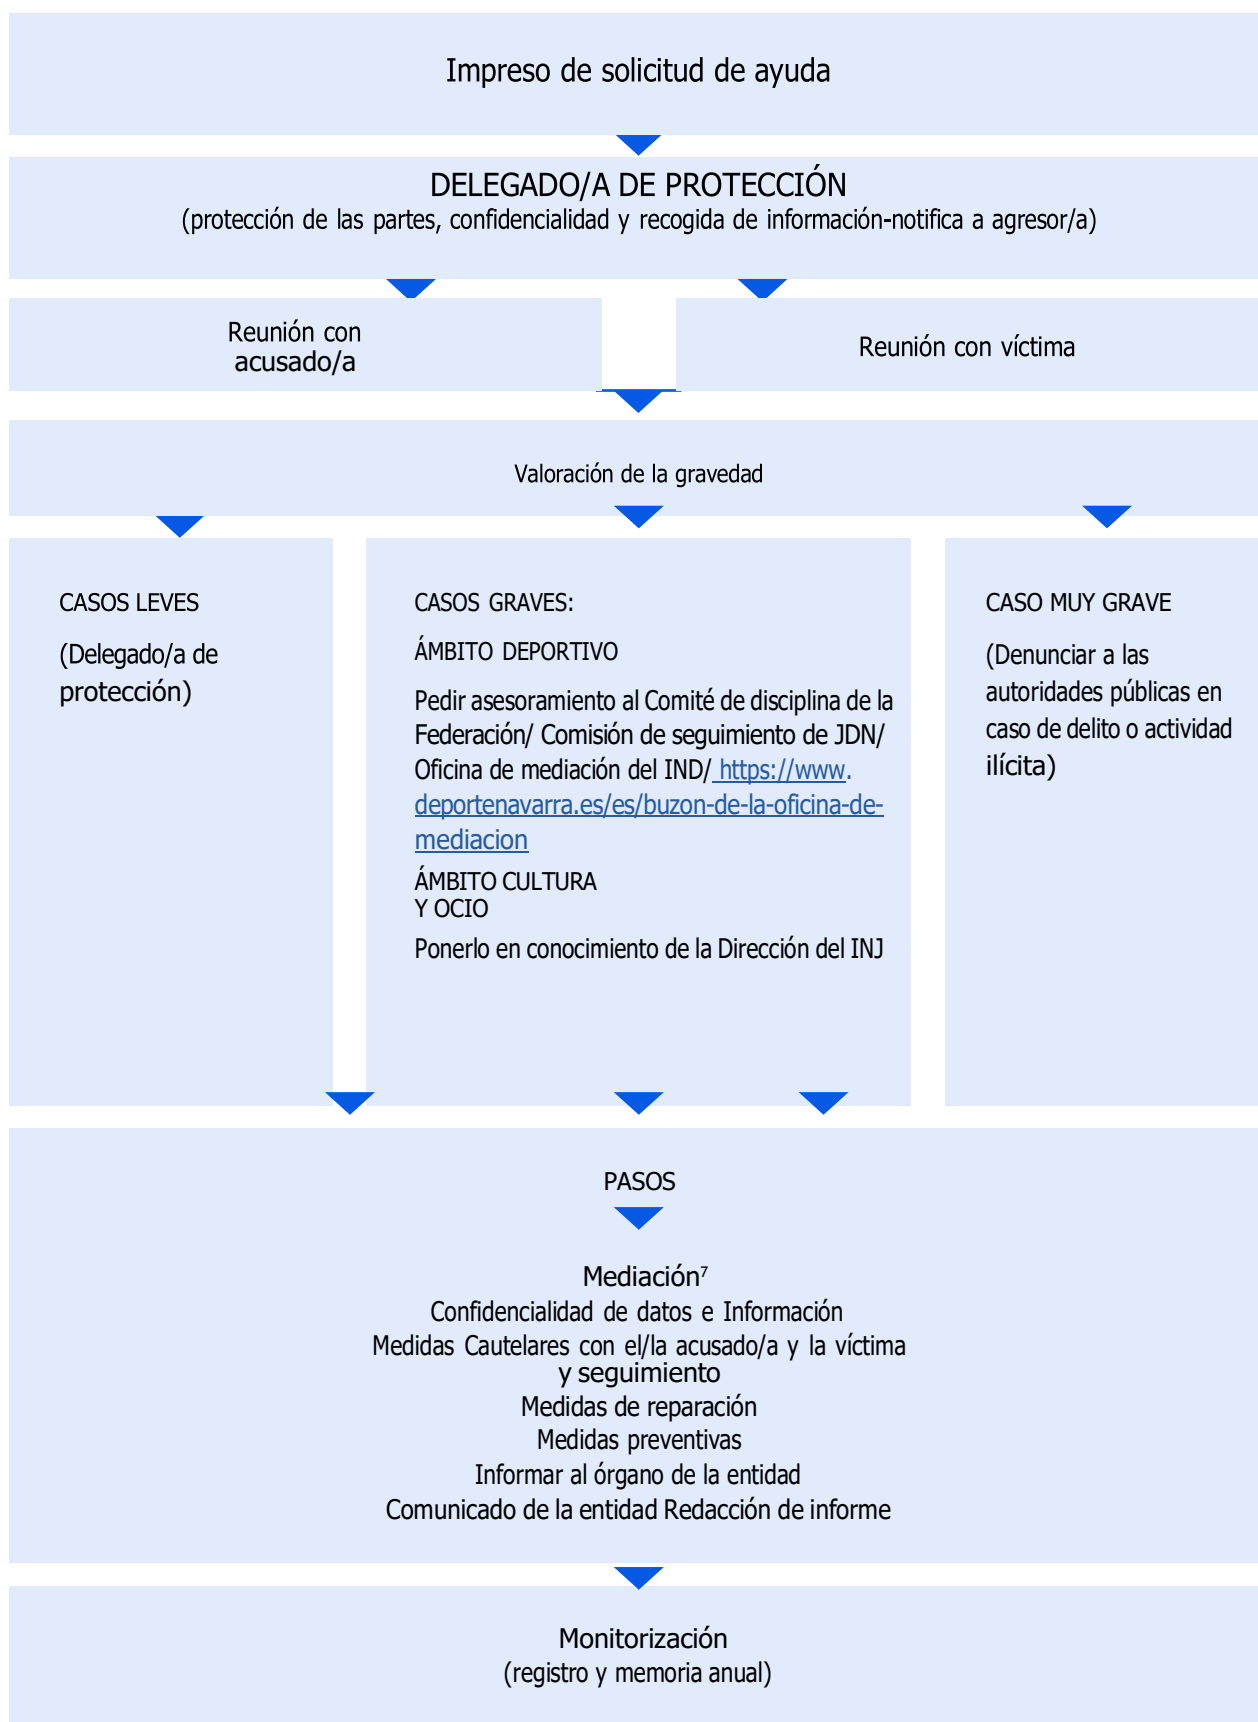 Impreso de solicitud de ayuda
DELEGADO/A DE PROTECCIÓN
(protección de las partes, confidencialidad y recogida de información-notifica a agresor/a)
Reunión con
acusado/a
Reunión con víctima
Valoración de la gravedad
CASOS LEVES
(Delegado/a de
protección)
CASOS GRAVES:
ÁMBITO DEPORTIVO
Pedir asesoramiento al Comité de disciplina de la
Federación/ Comisión de seguimiento de JDN/
Oficina de mediación del IND/ https://www.
deportenavarra.es/es/buzon-de-la-oficina-de-
mediacion
ÁMBITO CULTURA
Y OCIO
Ponerlo en conocimiento de la Dirección del INJ
CASO MUY GRAVE
(Denunciar a las
autoridades públicas en
caso de delito o actividad
ilícita)
PASOS
Mediación⁷
Confidencialidad de datos e Información
Medidas Cautelares con el/la acusado/a y la víctima
y seguimiento
Medidas de reparación
Medidas preventivas
Informar al órgano de la entidad
Comunicado de la entidad Redacción de informe
Monitorización
(registro y memoria anual)